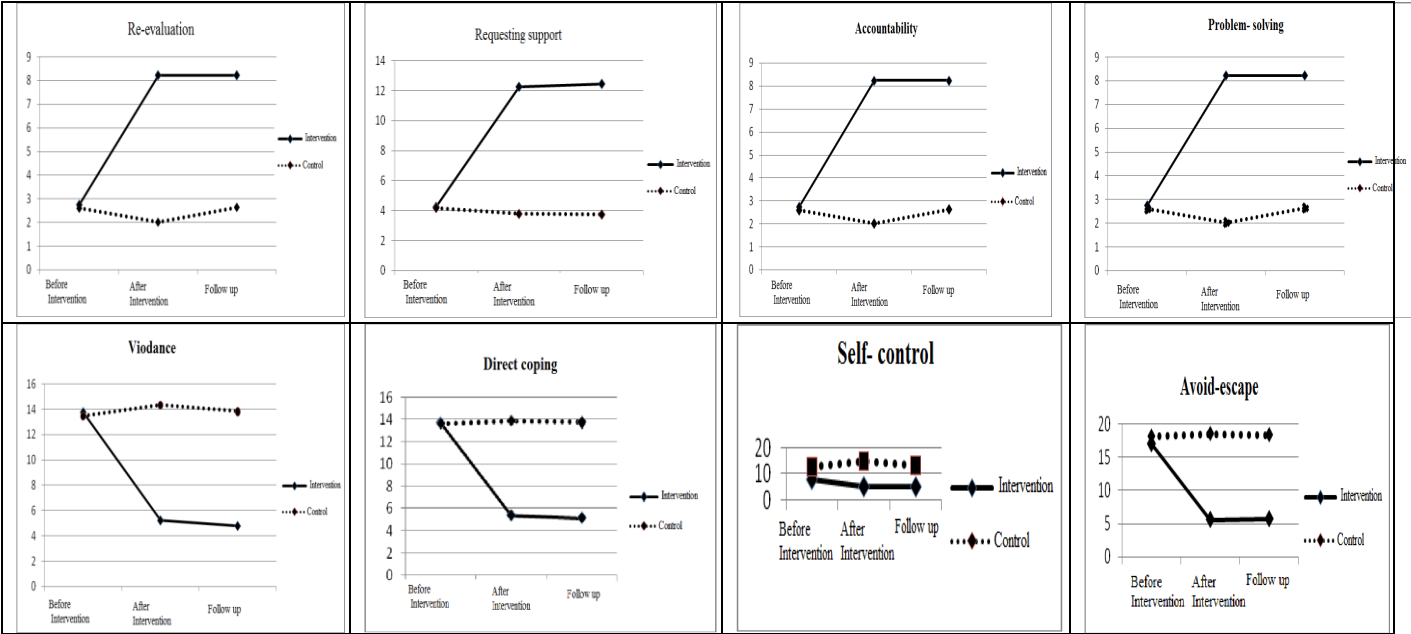 Re-evaluation
9
8
7
6
5
4
3
2
1
0
Before
Intervention
After
Intervention
Follow up
Intervention
Control
Requesting support
14
12
10
8
6
4
2
0
Before
Intervention
After
Intervention
Follow up
Intervention
Control
Accountability
9
8
7
6
5
4
3
2
1
0
Before
Intervention
After
Intervention
Follow up
Intervention
Control
Problem- solving
9
8
7
6
5
4
3
2
1
0
Before
Intervention
After
Intervention
Follow up
Intervention
Control
Viodance
16
14
12
10
8
6
4
2
0
Before
Intervention
After
Intervention
Follow up
Intervention
Control
Direct coping
16
14
12
10
8
6
4
2
0
Before
Intervention
After
Intervention
Follow up
Intervention
Control
Self- control
20
10
0
Before
Intervention
After
Intervention
Follow up
Intervention
Control
Avoid-escape
20
15
10
5
0
Before
Intervention
After
Intervention
Follow up
Intervention
Control